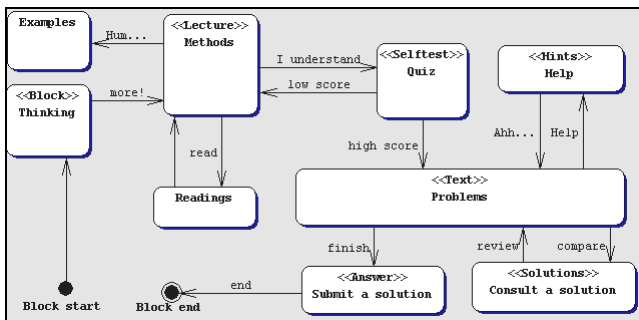 Examples
Hum...
<<Lecture>>
Methods
I understand
<<Selftest>>
Quiz
<<Hints>>
Help
<<Block>>
Thinking
more!
low score
read
high score
Ahh...
Help
Readings
<<Text>>
Problems
finish
review
compare
Block start
Block end
end
<<Answer>>
Submit a solution
<<Solutions>>
Consult a solution